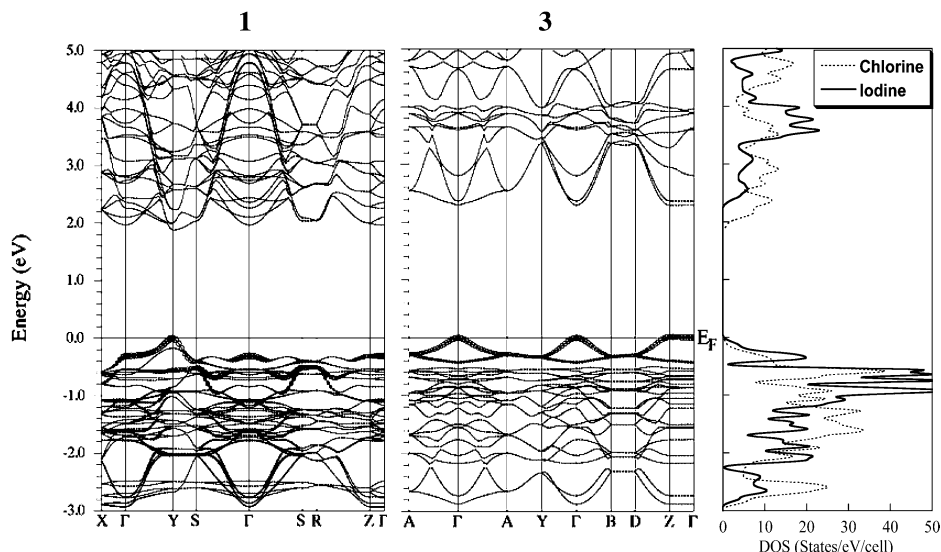 1 3
5.0
4.0
3.0
2.0
1.0
0.0
-1.0
-2.0
-3.0
Energy (eV)
X Γ Y S Γ S R Z Γ
A Γ A Y Γ B D Z Γ
E_F
Chlorine
Iodine
0 10 20 30 40 50
DOS (States/eV/cell)